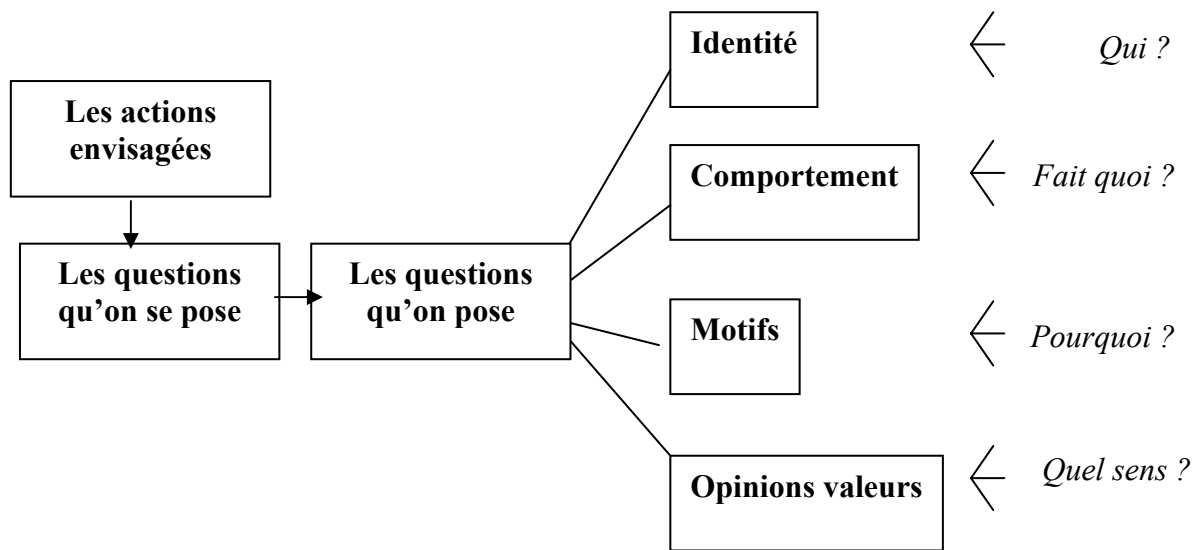 Les actions
envisagées
Les questions
qu’on se pose
Les questions
qu’on pose
Identité
Qui ?
Comportement
Fait quoi ?
Motifs
Pourquoi ?
Opinions valeurs
Quel sens ?